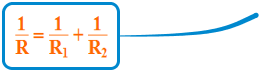 1/R = 1/R₁ + 1/R₂